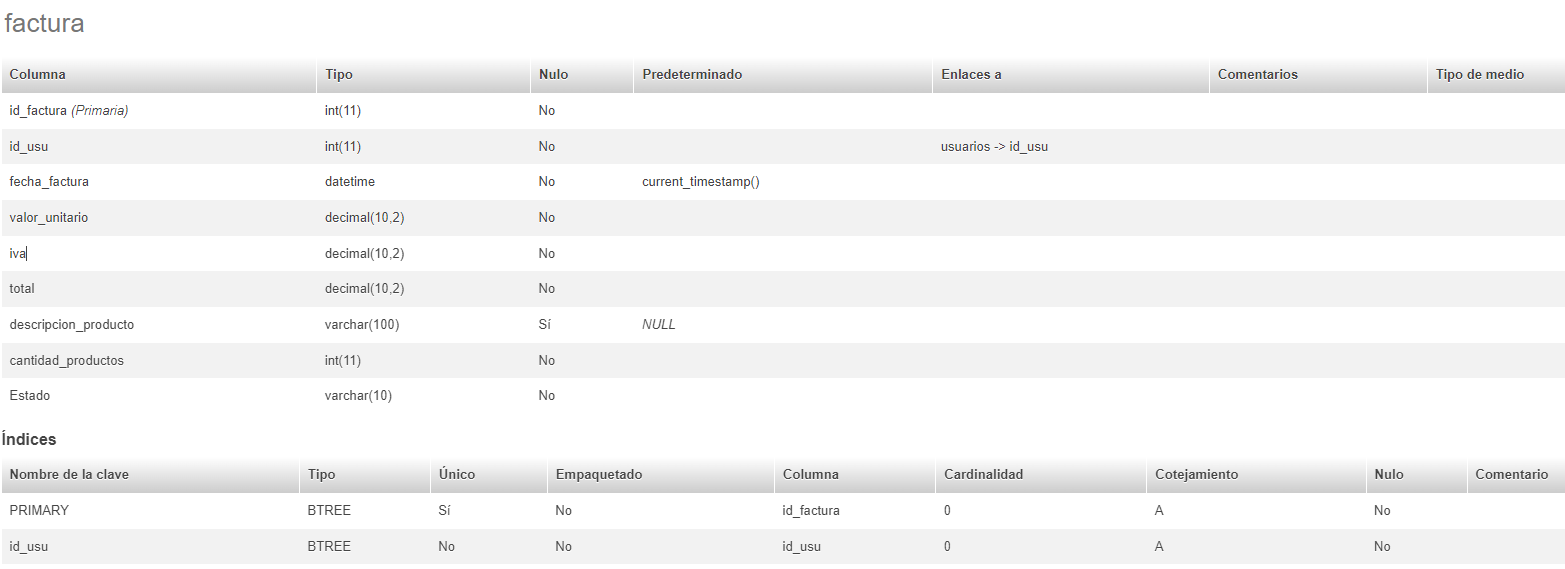 factura
Columna Tipo Nulo Predeterminado Enlaces a Comentarios Tipo de medio
id_factura (Primaria) int(11) No
id_usu int(11) No usuarios -> id_usu
fecha_factura datetime No current_timestamp()
valor_unitario decimal(10,2) No
iva decimal(10,2) No
total decimal(10,2) No
descripcion_producto varchar(100) Sí NULL
cantidad_productos int(11) No
Estado varchar(10) No
Índices
Nombre de la clave Tipo Único Empaquetado Columna Cardinalidad Cotejamiento Nulo Comentario
PRIMARY BTREE Sí No id_factura 0 A No
id_usu BTREE No No id_usu 0 A No